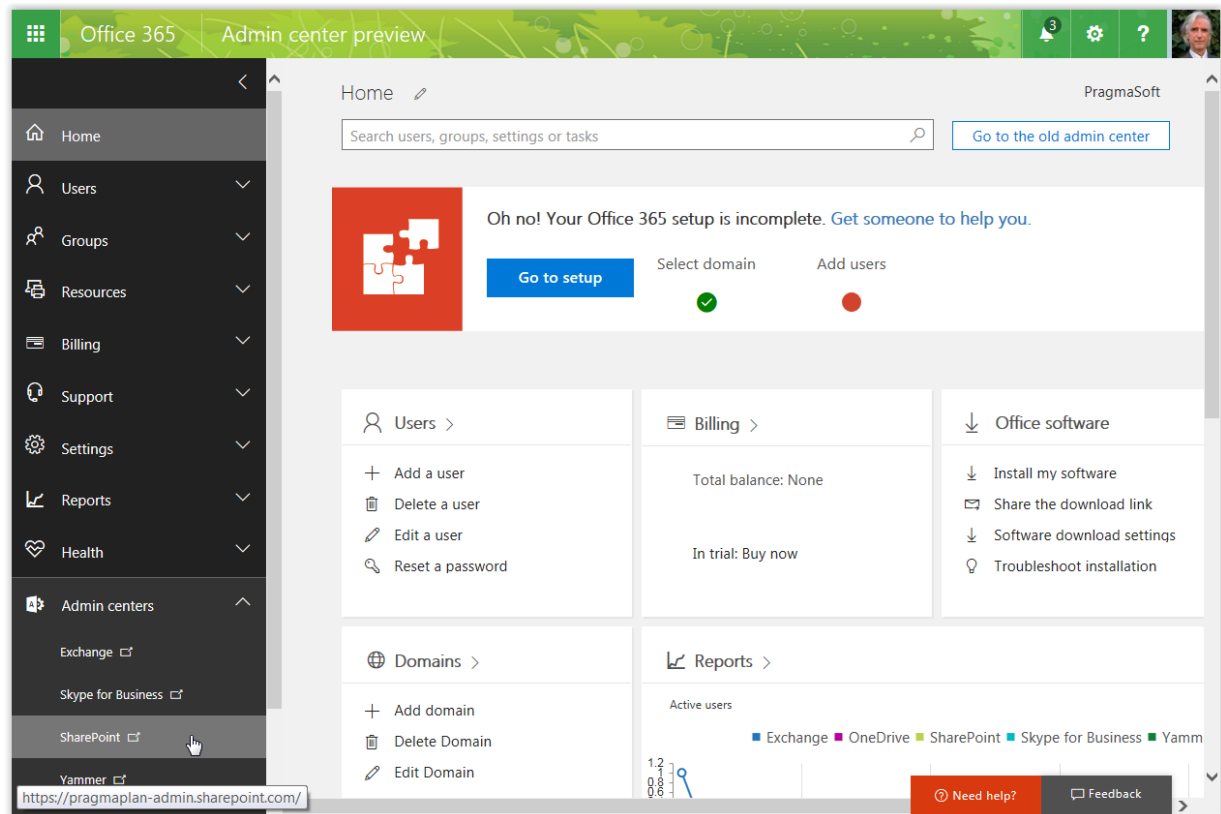 Office 365 Admin center preview 3 ?
Home
Users
Groups
Resources
Billing
Support
Settings
Reports
Health
Admin centers
Exchange
Skype for Business
SharePoint
Yammer
https://pragmaplan-admin.sharepoint.com/
Home PragmaSoft
Search users, groups, settings or tasks Go to the old admin center
Oh no! Your Office 365 setup is incomplete. Get someone to help you.
Go to setup Select domain Add users
Users >
Add a user
Delete a user
Edit a user
Reset a password
Billing >
Total balance: None
In trial: Buy now
Office software
Install my software
Share the download link
Software download settings
Troubleshoot installation
Domains >
Add domain
Delete Domain
Edit Domain
Reports >
Active users
Exchange OneDrive SharePoint Skype for Business Yamm
1.2
1
0.8
0.6
Need help? Feedback